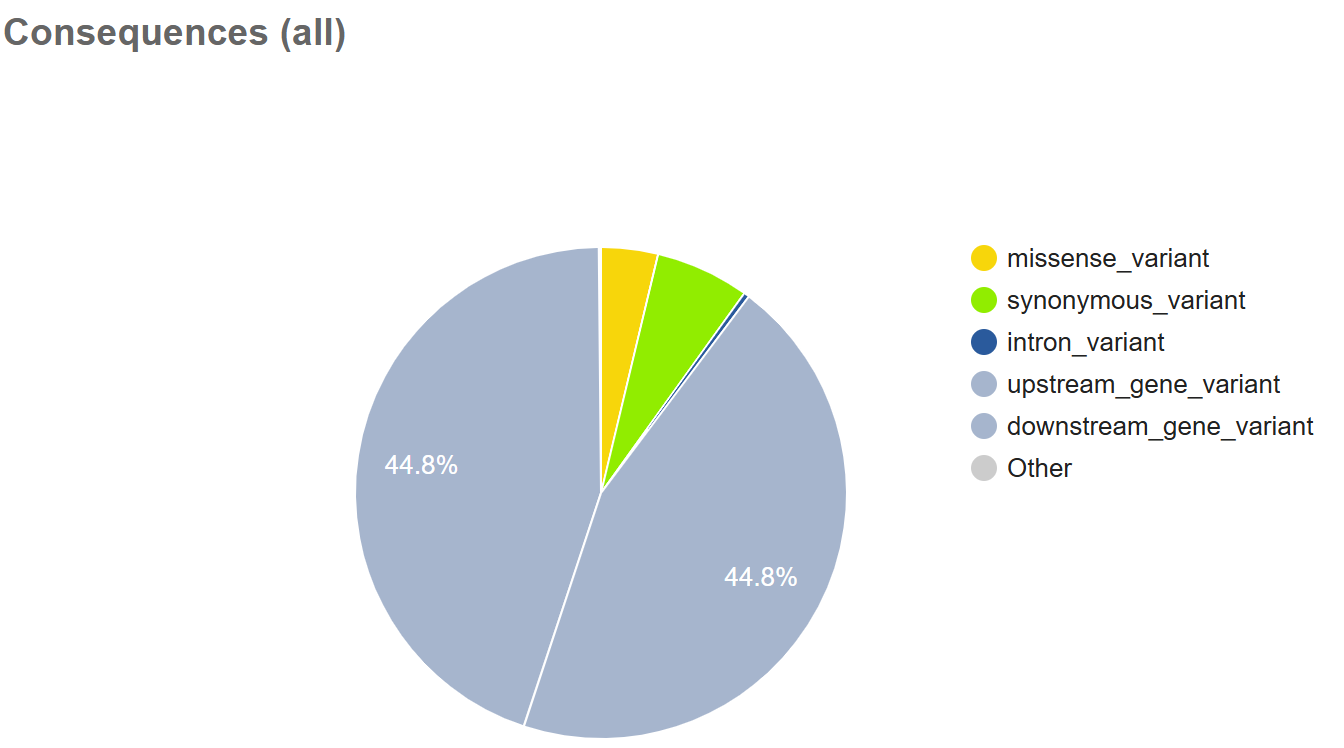 Consequences (all)
missense_variant
synonymous_variant
intron_variant
upstream_gene_variant
downstream_gene_variant
Other
44.8%
44.8%